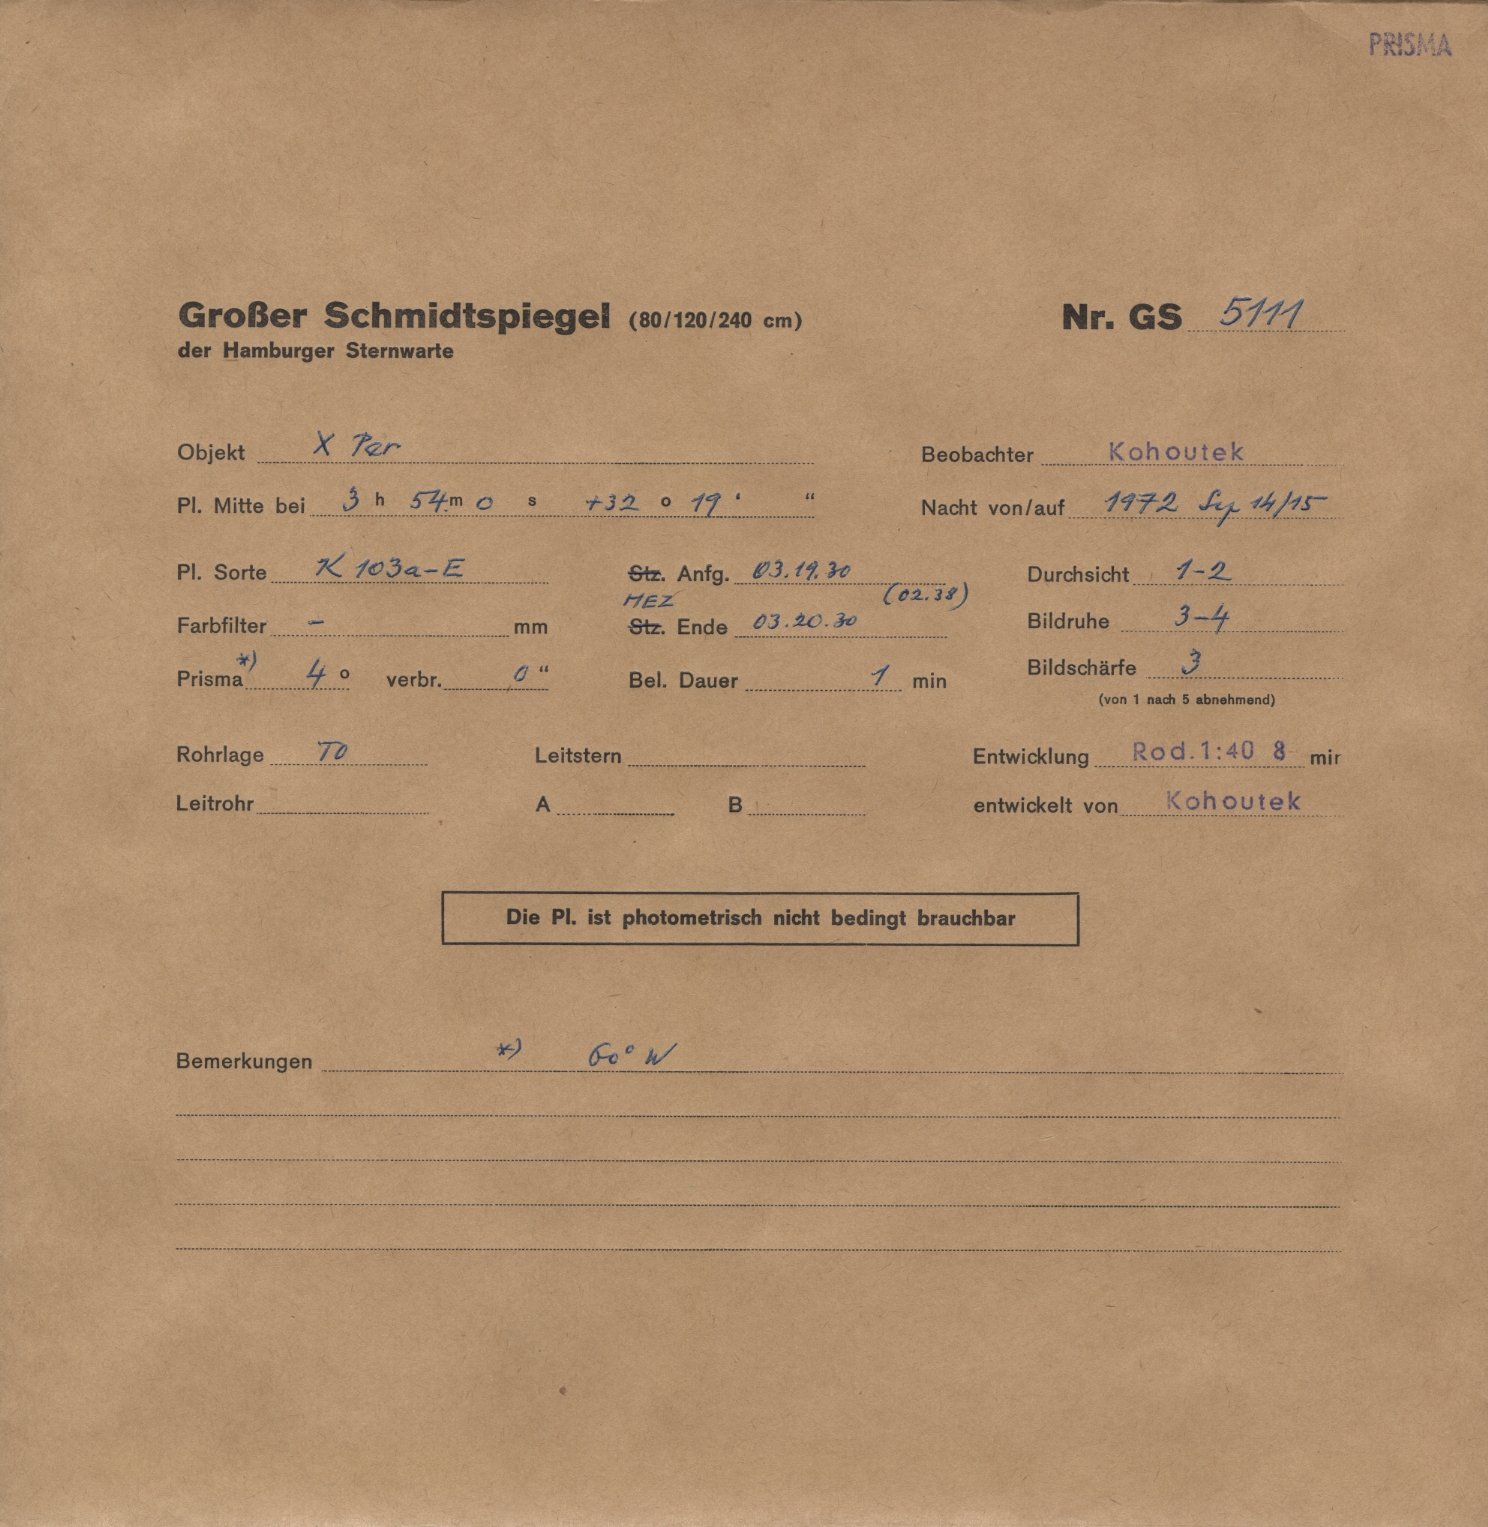 PRISMA
Großer Schmidtspiegel (80/120/240 cm) Nr. GS 5111
der Hamburger Sternwarte
Objekt X Per Beobachter Kohoutek
Pl. Mitte bei 3 h 54 m 0 s +32 o 19 ' " Nacht von/auf 1972 Sep 14/15
Pl. Sorte K 103a-E Stz. Anfg. 03.19.30 Durchsicht 1-2
MEZ (02.38)
Farbfilter - mm Stz. Ende 03.20.30 Bildruhe 3-4
Prisma *) 4 o verbr. 0 " Bel. Dauer 1 min Bildschärfe 3
(von 1 nach 5 abnehmend)
Rohrlage TO Leitstern Entwicklung Rod. 1:40 8 min
Leitrohr A B entwickelt von Kohoutek
Die Pl. ist photometrisch nicht bedingt brauchbar
Bemerkungen *) 60° W